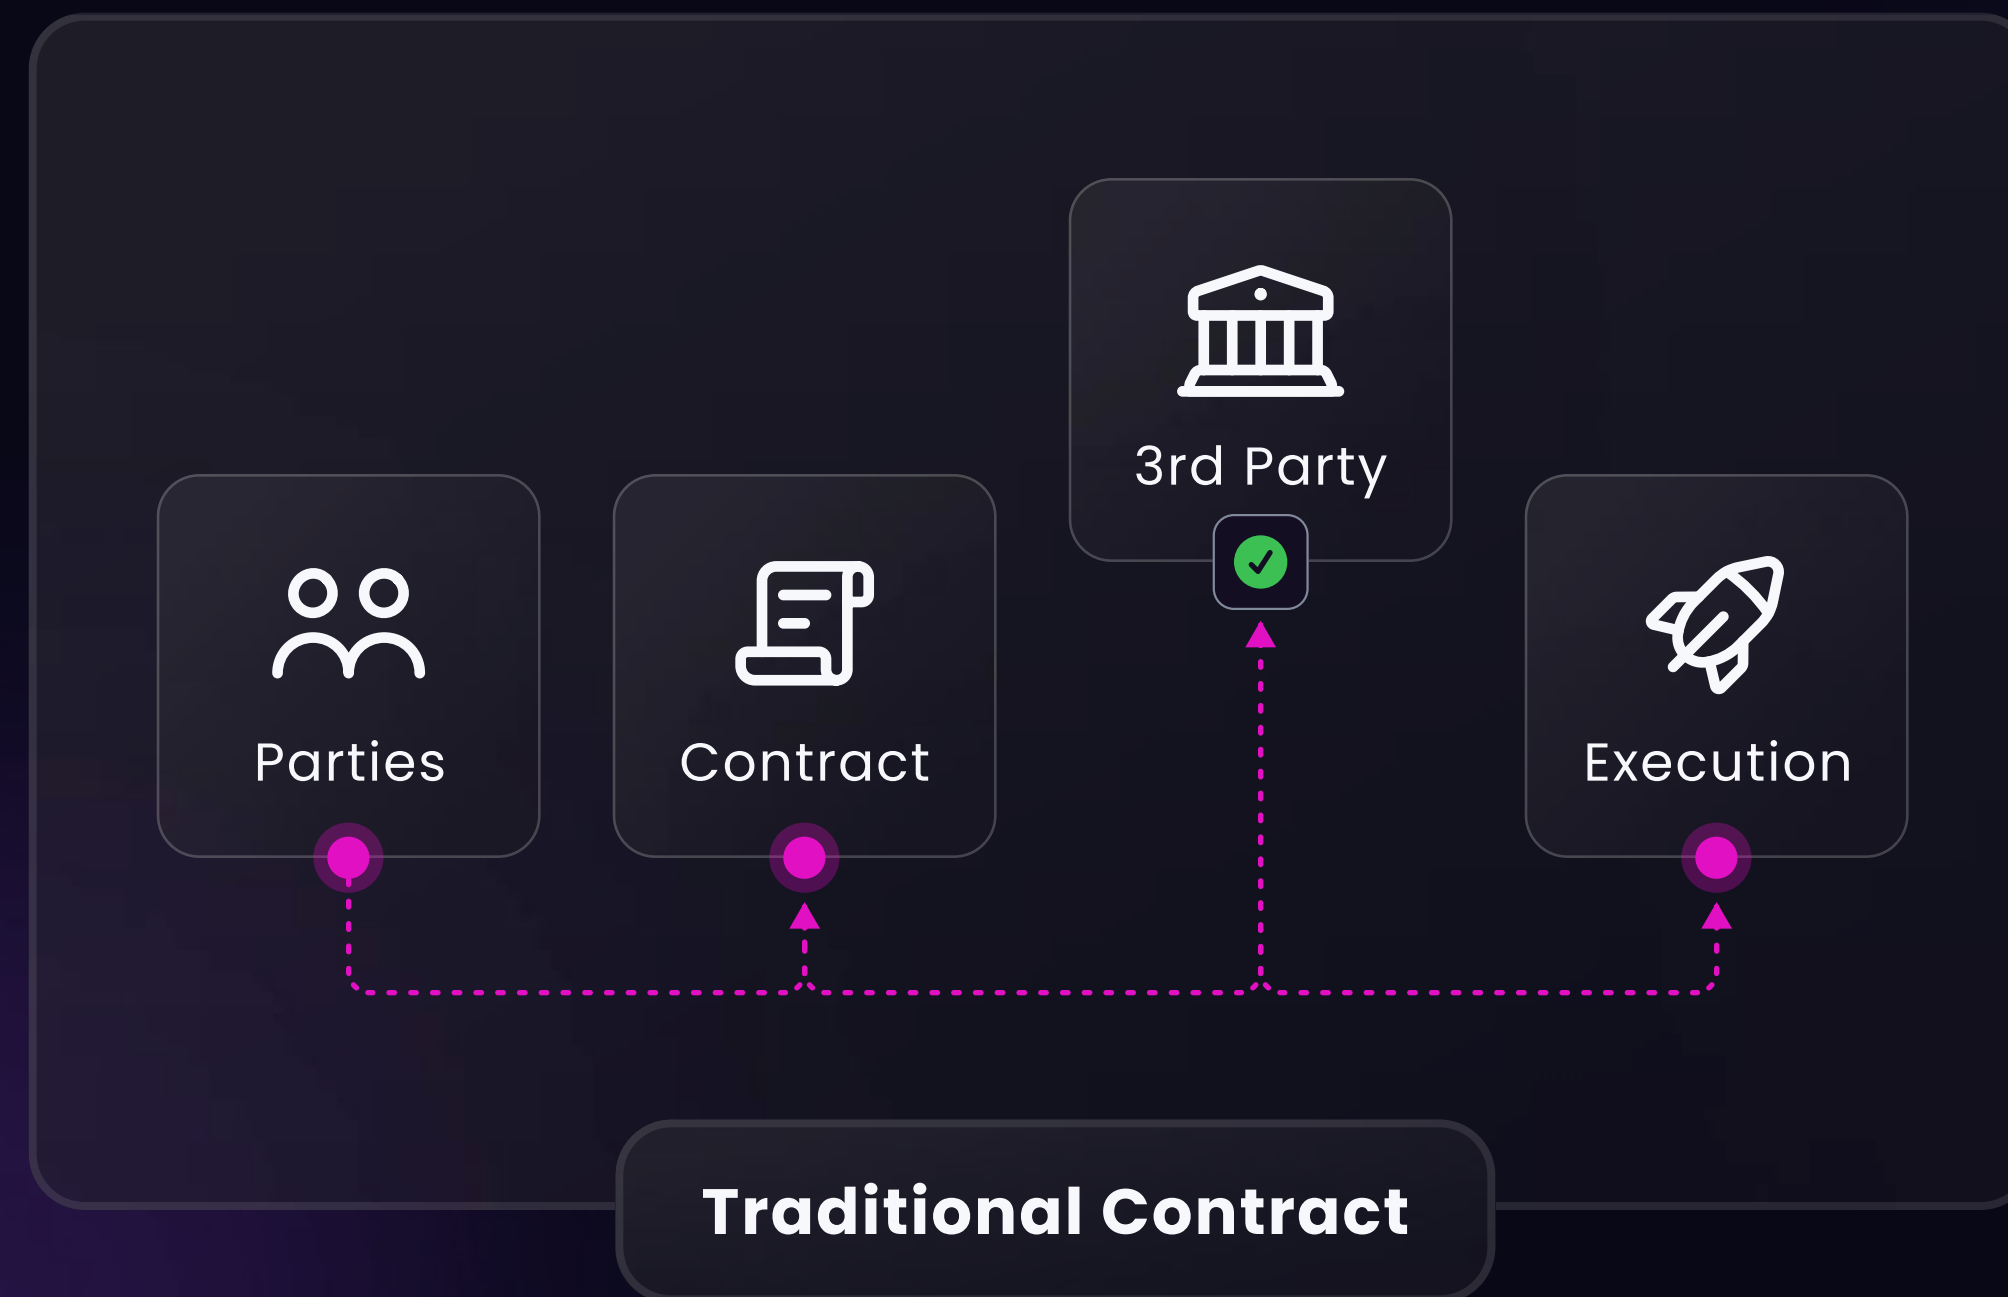 3rd Party
Parties
Contract
Execution
Traditional Contract